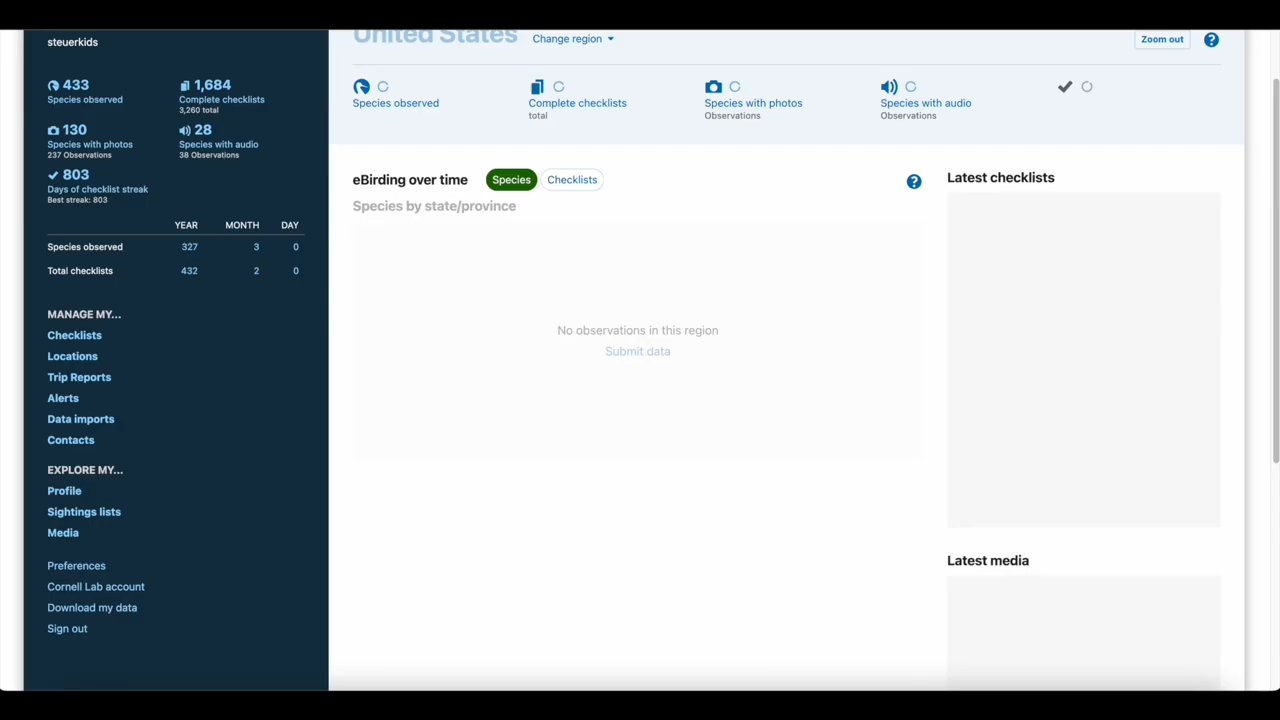 steuerkids
433
Species observed
1,684
Complete checklists
3,260 total
130
Species with photos
237 Observations
28
Species with audio
38 Observations
803
Days of checklist streak
Best streak: 803
YEAR MONTH DAY
Species observed 327 3 0
Total checklists 432 2 0
MANAGE MY...
Checklists
Locations
Trip Reports
Alerts
Data imports
Contacts
EXPLORE MY...
Profile
Sightings lists
Media
Preferences
Cornell Lab account
Download my data
Sign out
United States
Change region
Zoom out
?
Species observed
Complete checklists
total
Species with photos
Observations
Species with audio
Observations
eBirding over time
Species
Checklists
?
Species by state/province
No observations in this region
Submit data
Latest checklists
Latest media